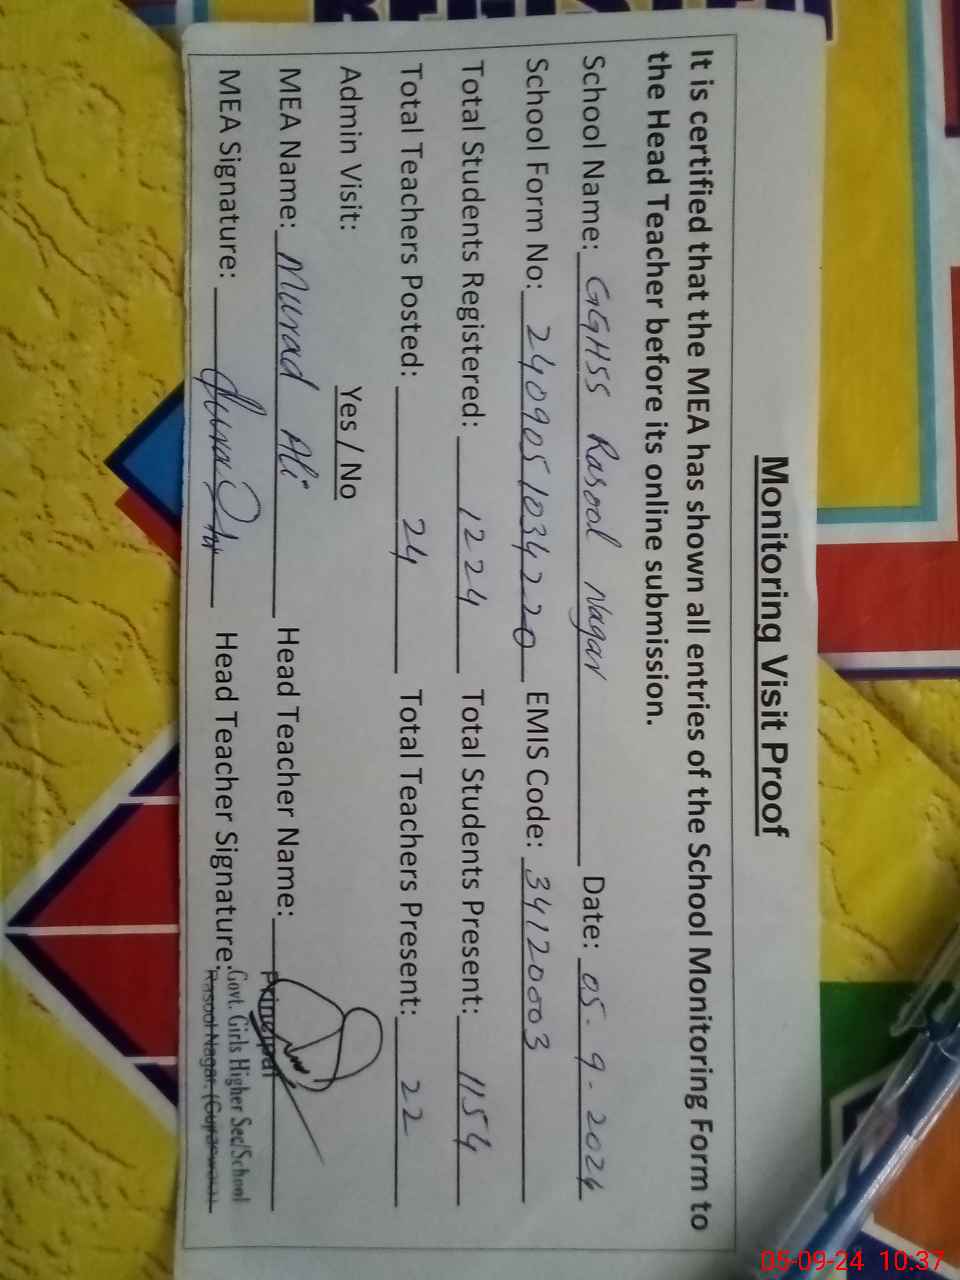 Monitoring Visit Proof
It is certified that the MEA has shown all entries of the School Monitoring Form to
the Head Teacher before its online submission.
School Name: GGHSS Rasool Nagar Date: 05-9-2024
School Form No: 2409051034220 EMIS Code: 34120003
Total Students Registered: 1224 Total Students Present: 1154
Total Teachers Posted: 24 Total Teachers Present: 22
Admin Visit: Yes / No
MEA Name: Murad Ali Head Teacher Name:
Principal
MEA Signature: Head Teacher Signature:
Govt. Girls Higher Sec/School
Rasool Nagar.
05-09-24 10:37